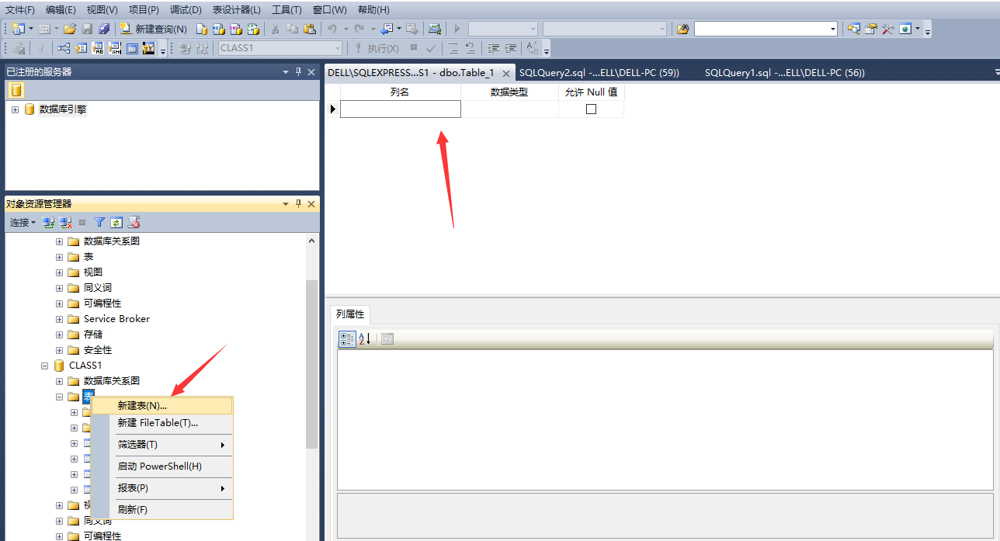 文件(F) 编辑(E) 视图(V) 项目(P) 调试(D) 表设计器(L) 工具(T) 窗口(W) 帮助(H)
新建查询(N)
CLASS1 执行(X)
已注册的服务器
数据库引擎
对象资源管理器
连接
数据库关系图
表
视图
同义词
可编程性
Service Broker
存储
安全性
CLASS1
数据库关系图
表
新建表(N)...
新建 FileTable(T)...
筛选器(T)
启动 PowerShell(H)
报表(P)
刷新(F)
同义词
可编程性
DELL\SQLEXPRESS...S1 - dbo.Table_1 SQLQuery2.sql -...ELL\DELL-PC (59)) SQLQuery1.sql -...ELL\DELL-PC (56))
列名 数据类型 允许 Null 值
列属性